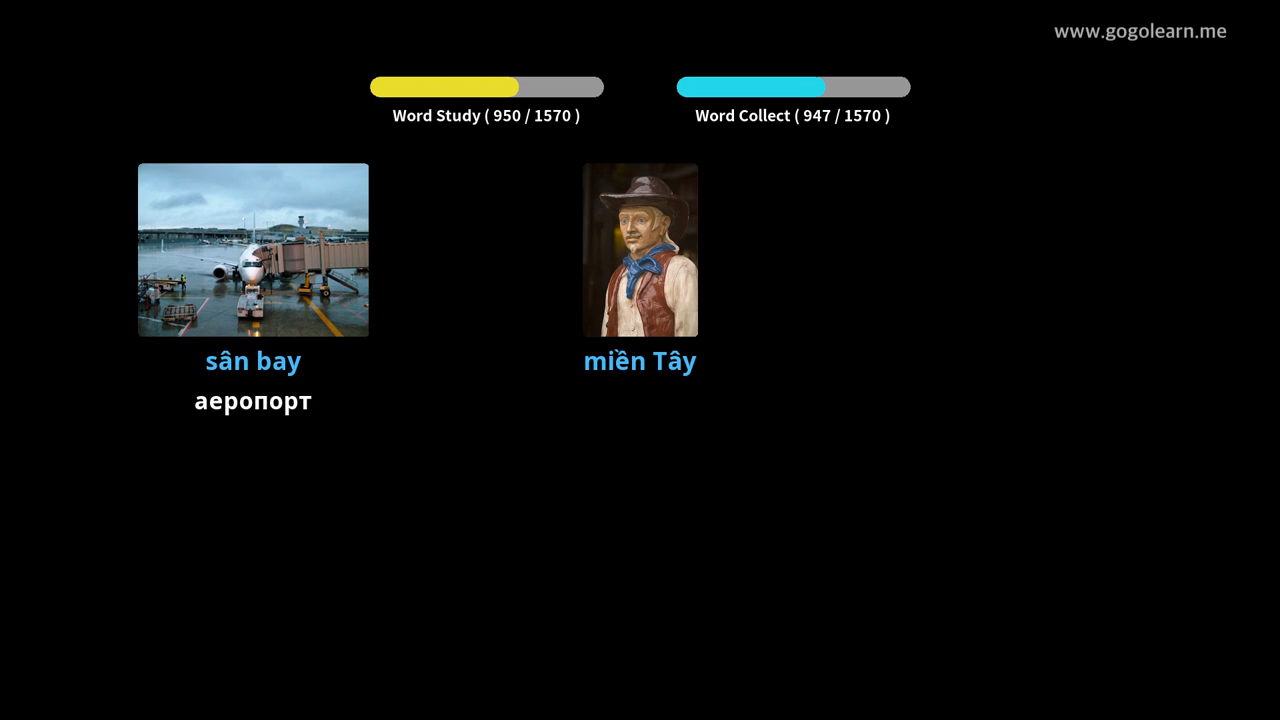 www.gogolearn.me
Word Study ( 950 / 1570 )
Word Collect ( 947 / 1570 )
sân bay
аеропорт
miền Tây